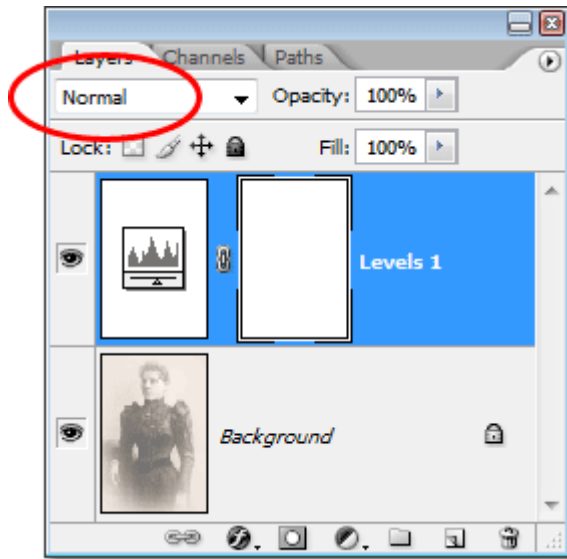 Layers Channels Paths
Normal Opacity: 100%
Lock: Fill: 100%
Levels 1
Background